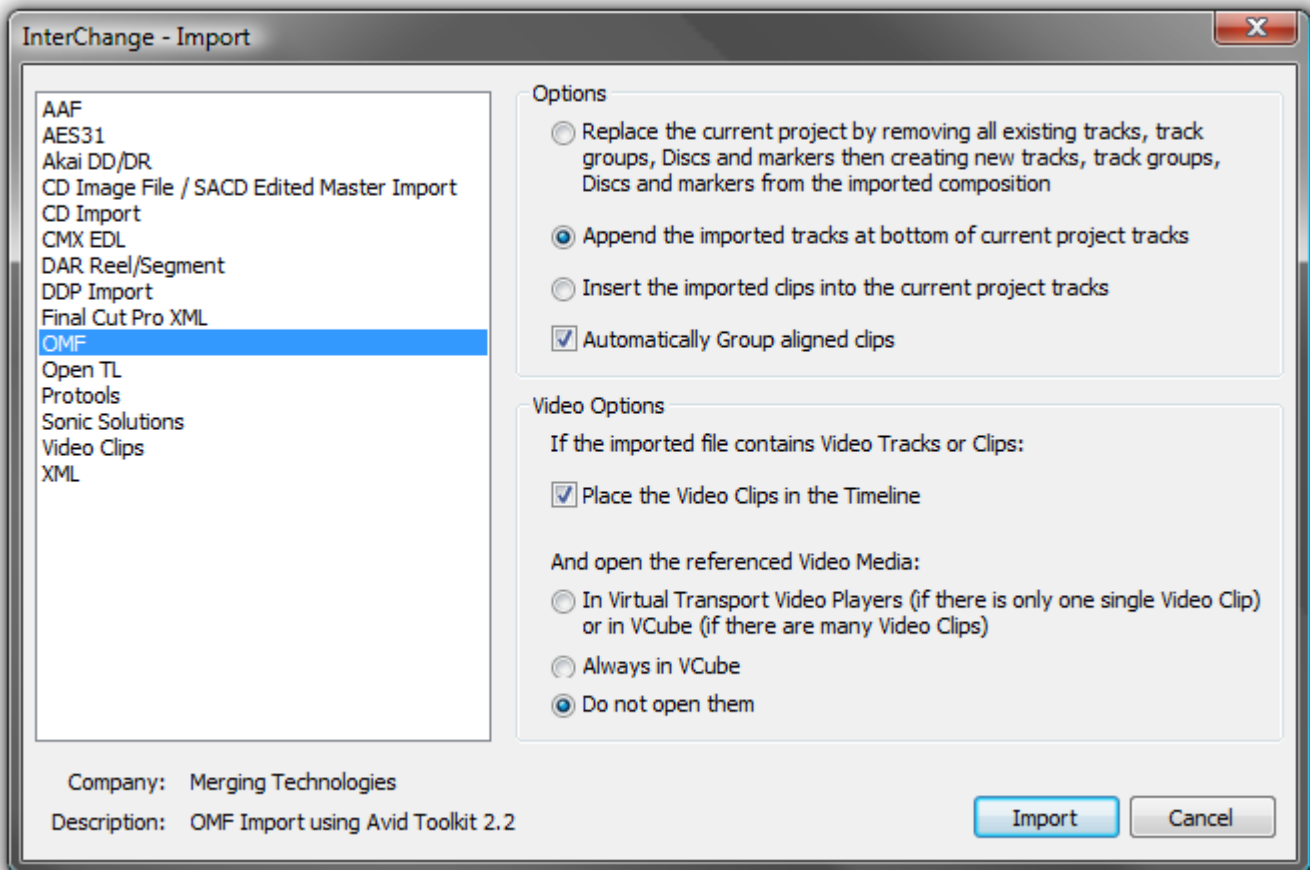 InterChange - Import
AAF
AES31
Akai DD/DR
CD Image File / SACD Edited Master Import
CD Import
CMX EDL
DAR Reel/Segment
DDP Import
Final Cut Pro XML
OMF
Open TL
Protools
Sonic Solutions
Video Clips
XML
Options
Replace the current project by removing all existing tracks, track
groups, Discs and markers then creating new tracks, track groups,
Discs and markers from the imported composition
Append the imported tracks at bottom of current project tracks
Insert the imported clips into the current project tracks
Automatically Group aligned clips
Video Options
If the imported file contains Video Tracks or Clips:
Place the Video Clips in the Timeline
And open the referenced Video Media:
In Virtual Transport Video Players (if there is only one single Video Clip)
or in VCube (if there are many Video Clips)
Always in VCube
Do not open them
Company: Merging Technologies
Description: OMF Import using Avid Toolkit 2.2
Import
Cancel